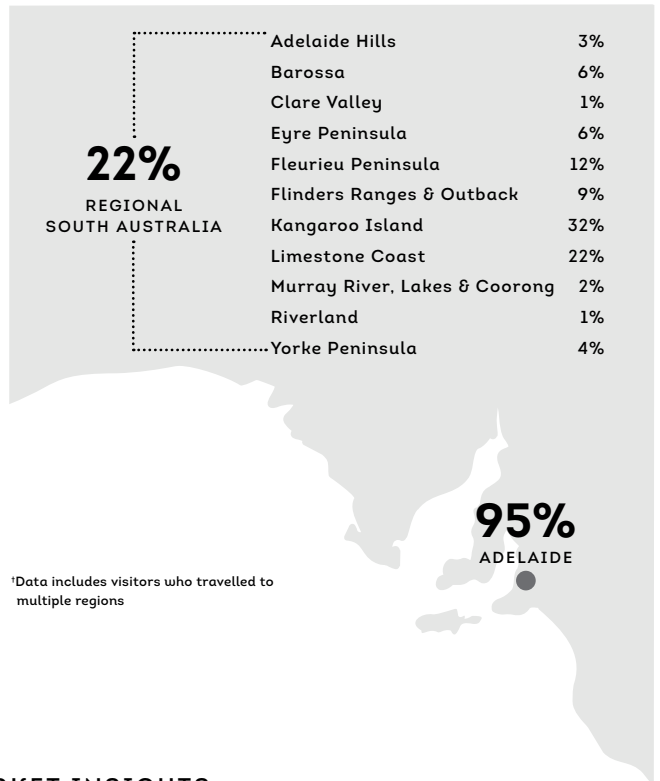 Adelaide Hills 3%
Barossa 6%
Clare Valley 1%
Eyre Peninsula 6%
Fleurieu Peninsula 12%
Flinders Ranges & Outback 9%
Kangaroo Island 32%
Limestone Coast 22%
Murray River, Lakes & Coorong 2%
Riverland 1%
Yorke Peninsula 4%
22%
REGIONAL
SOUTH AUSTRALIA
95%
ADELAIDE
†Data includes visitors who travelled to
multiple regions